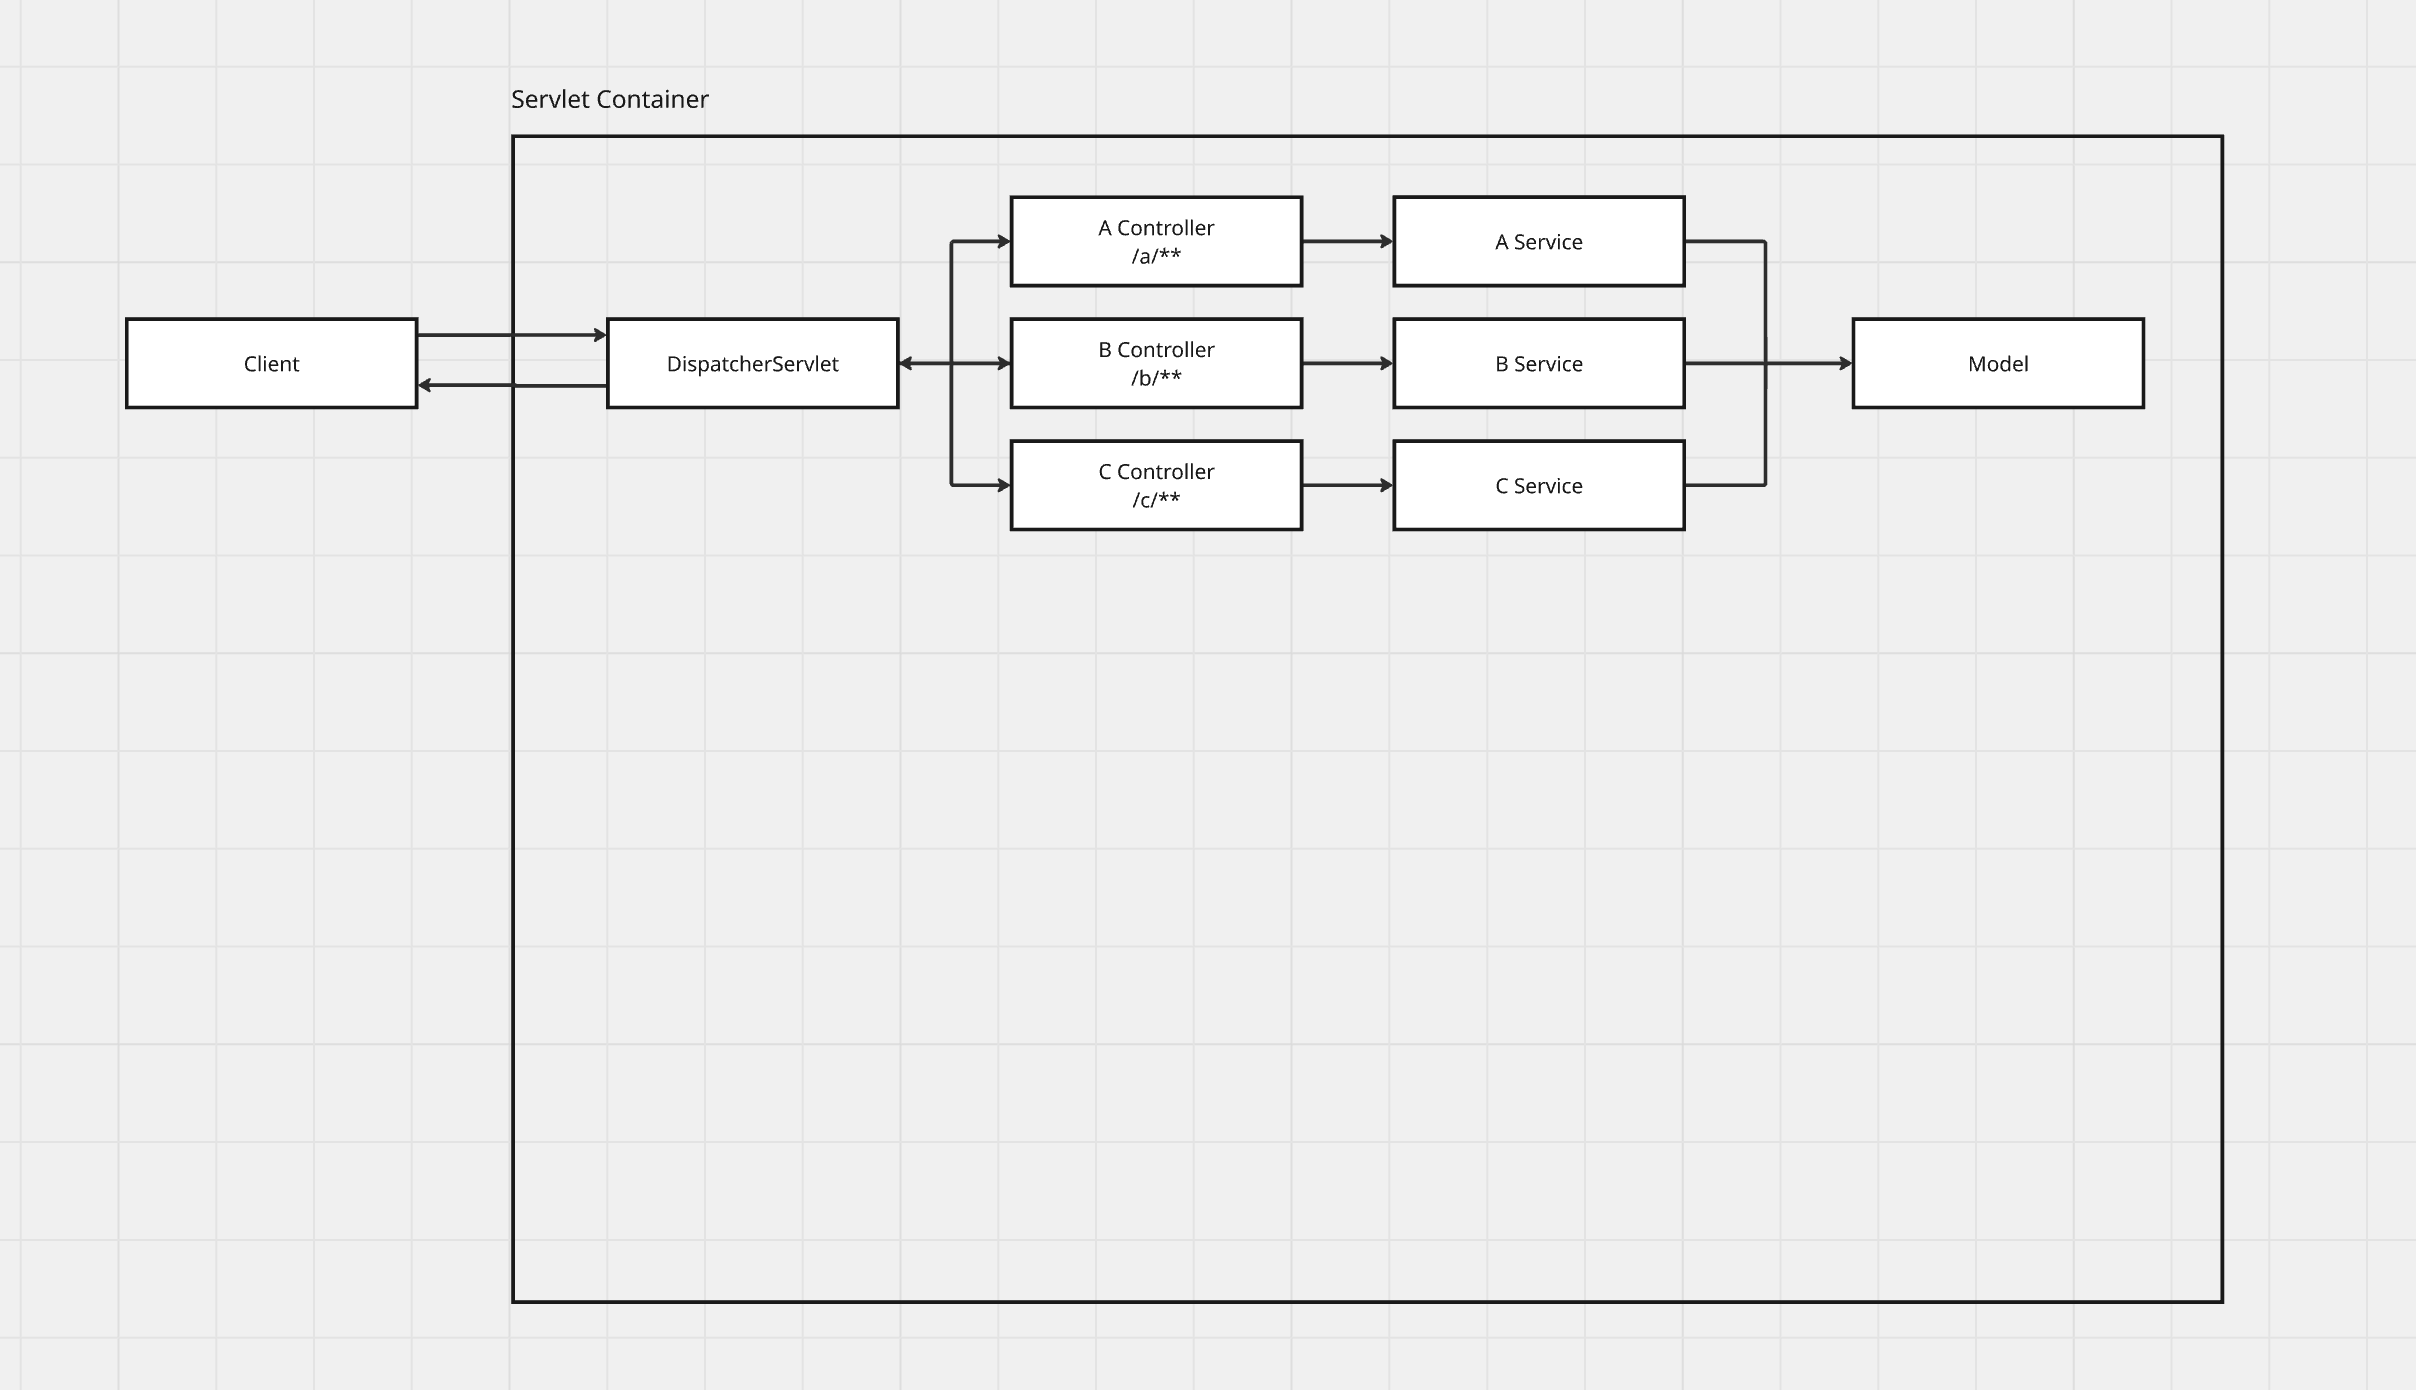 Servlet Container
Client
DispatcherServlet
A Controller
/a/**
A Service
B Controller
/b/**
B Service
C Controller
/c/**
C Service
Model